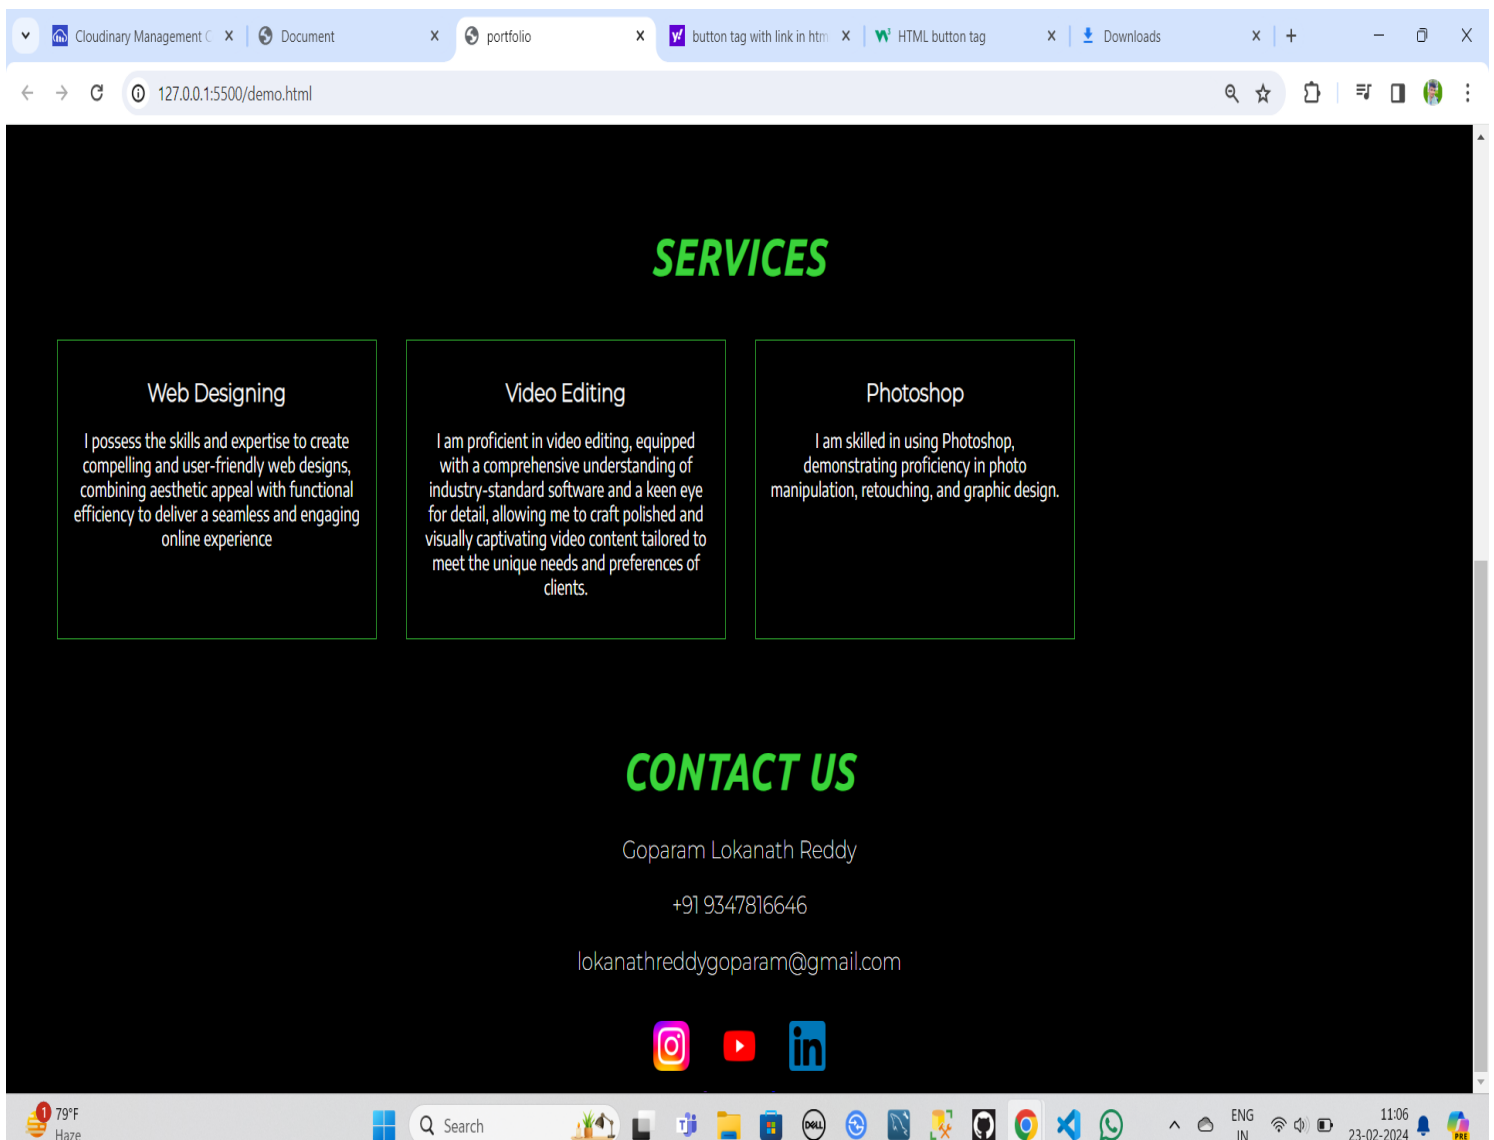 Cloudinary Management C
Document
portfolio
button tag with link in htm
HTML button tag
Downloads
127.0.0.1:5500/demo.html
SERVICES
Web Designing
I possess the skills and expertise to create
compelling and user-friendly web designs,
combining aesthetic appeal with functional
efficiency to deliver a seamless and engaging
online experience
Video Editing
I am proficient in video editing, equipped
with a comprehensive understanding of
industry-standard software and a keen eye
for detail, allowing me to craft polished and
visually captivating video content tailored to
meet the unique needs and preferences of
clients.
Photoshop
I am skilled in using Photoshop,
demonstrating proficiency in photo
manipulation, retouching, and graphic design.
CONTACT US
Goparam Lokanath Reddy
+91 9347816646
lokanathreddygoparam@gmail.com
in
1
79°F
Haze
Search
DELL
ENG
IN
11:06
23-02-2024
PRE